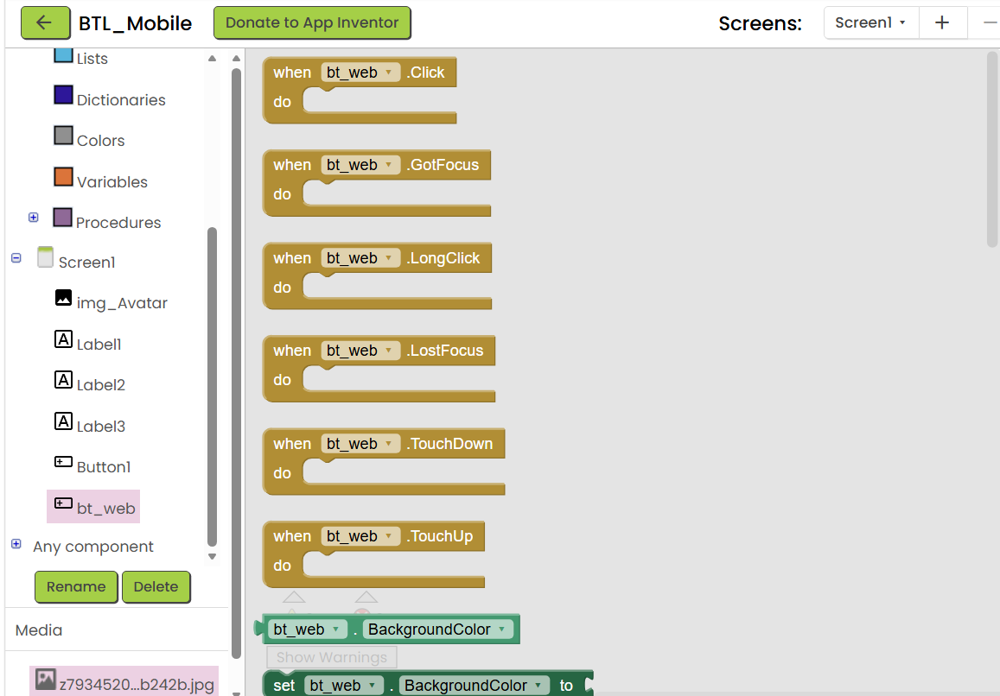 BTL_Mobile
Donate to App Inventor
Screens:
Screen1
Lists
Dictionaries
Colors
Variables
Procedures
Screen1
img_Avatar
Label1
Label2
Label3
Button1
bt_web
Any component
Rename
Delete
Media
z7934520...b242b.jpg
when bt_web .Click
do
when bt_web .GotFocus
do
when bt_web .LongClick
do
when bt_web .LostFocus
do
when bt_web .TouchDown
do
when bt_web .TouchUp
do
bt_web . BackgroundColor
Show Warnings
set bt_web . BackgroundColor to